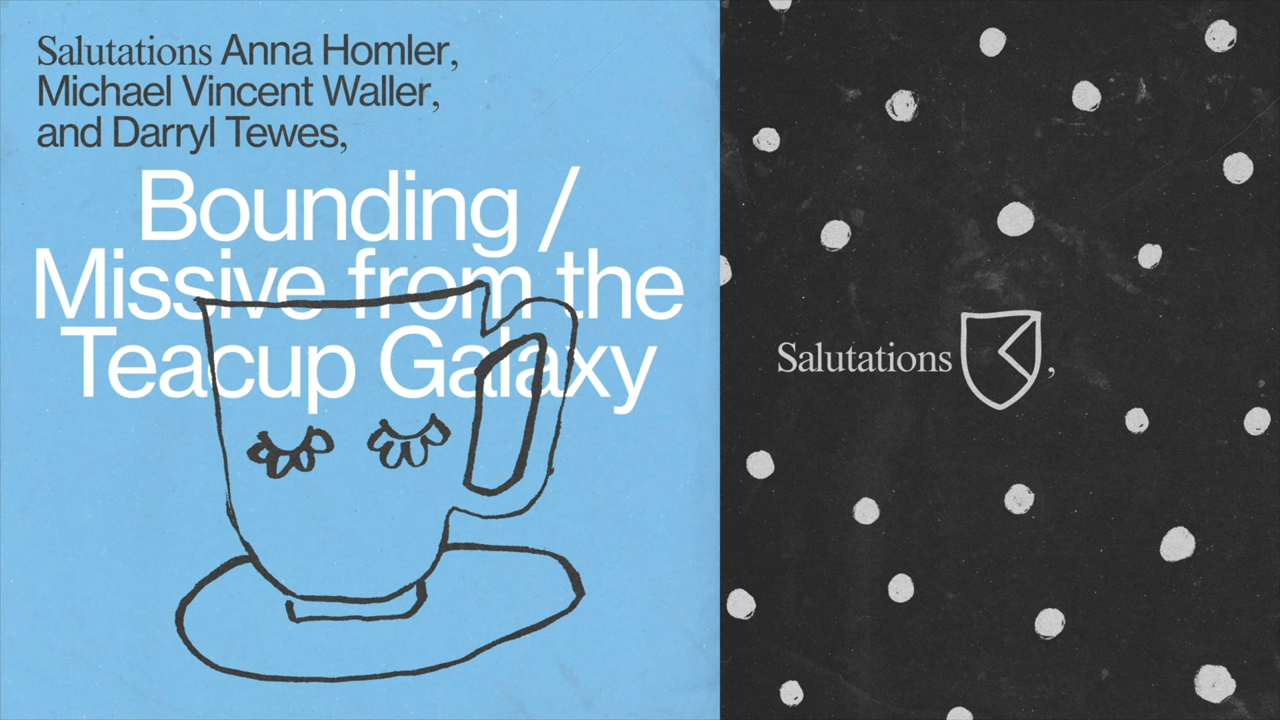 Salutations Anna Homler,
Michael Vincent Waller,
and Darryl Tewes,
Bounding /
Missive from the
Teacup Galaxy
Salutations ,